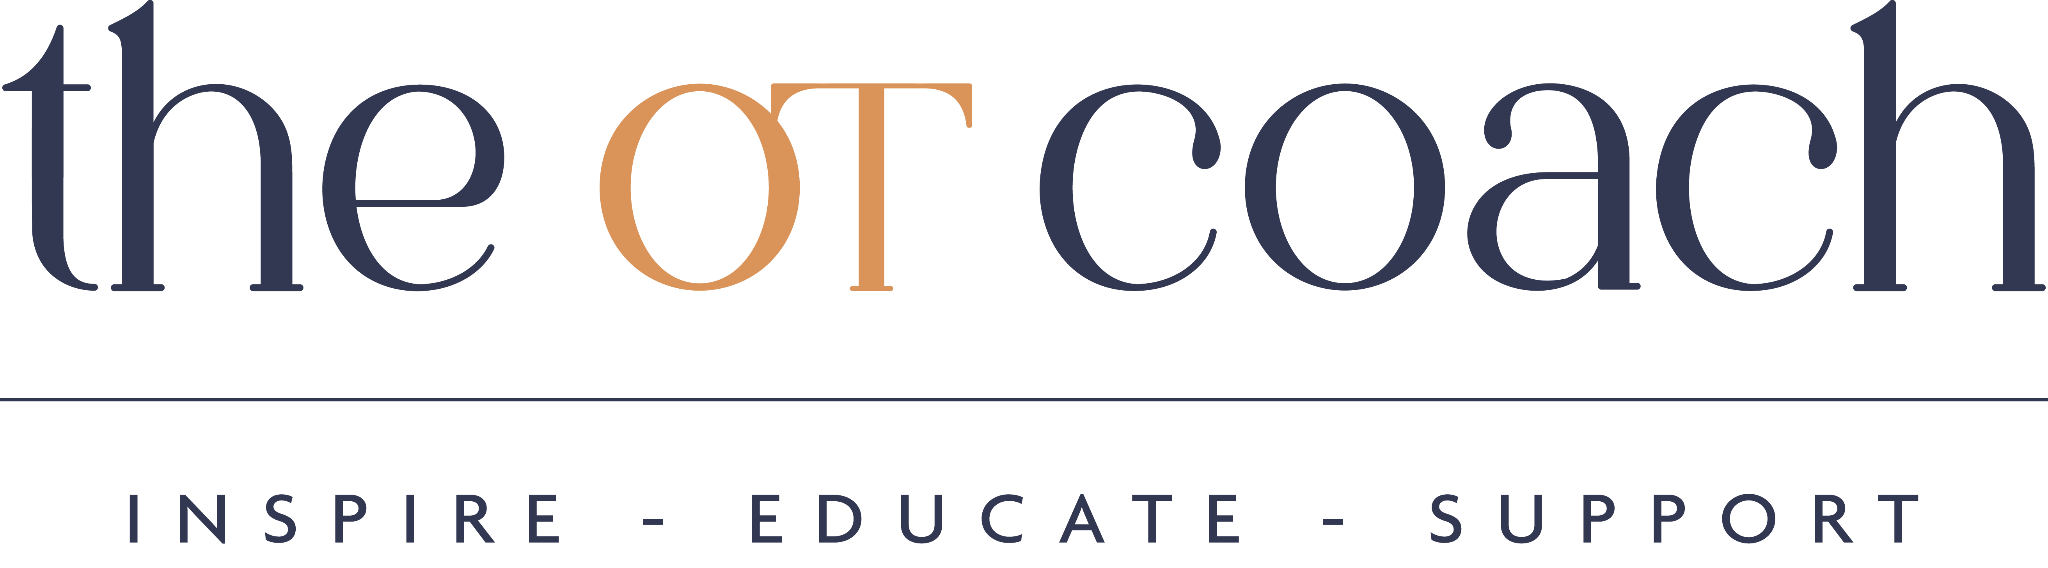 the OT coach
INSPIRE - EDUCATE - SUPPORT